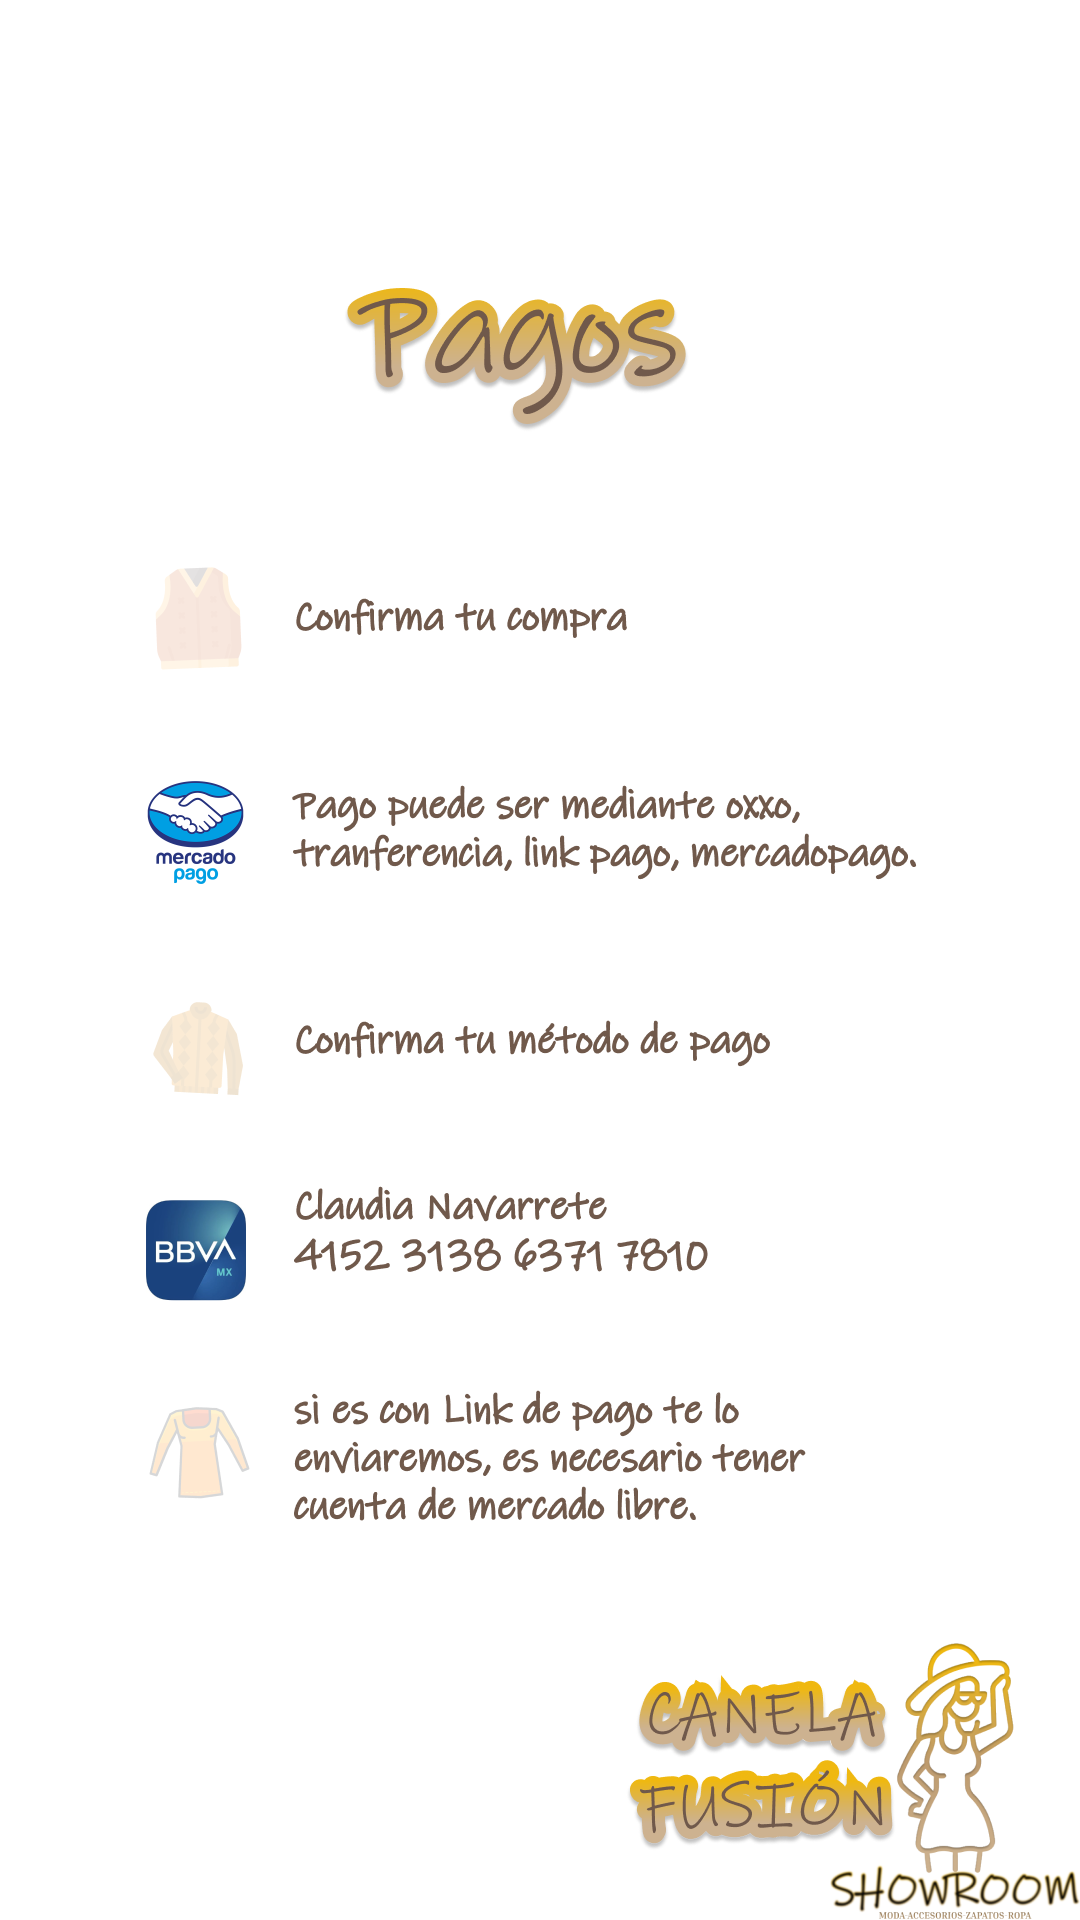 Pagos
Confirma tu compra
Pago puede ser mediante oxxo,
tranferencia, link pago, mercadopago.
mercado
pago
Confirma tu método de pago
Claudia Navarrete
4152 3138 6371 7810
BBVA
MX
si es con Link de pago te lo
enviaremos, es necesario tener
cuenta de mercado libre.
CANELA
FUSIÓN
SHOWROOM
MODA-ACCESORIOS-ZAPATOS-ROPA